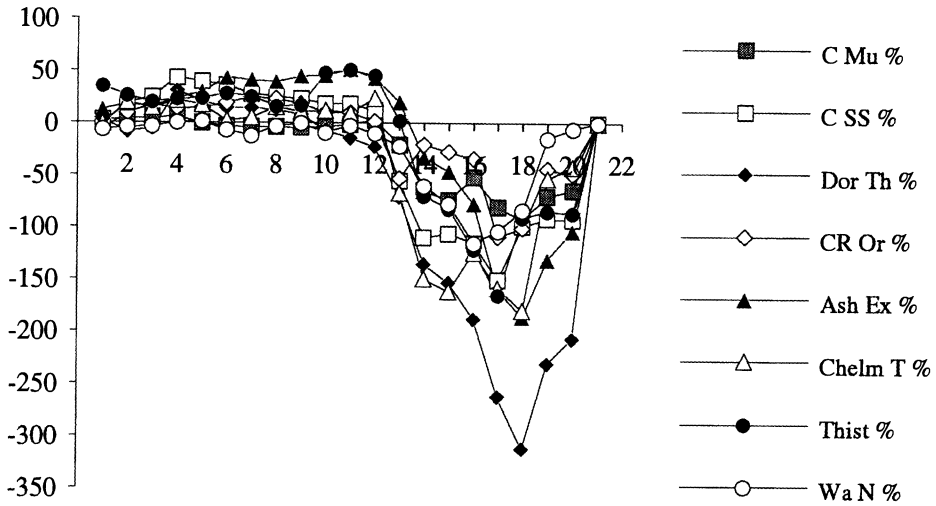 100
50
0
-50
-100
-150
-200
-250
-300
-350
2 4 6 8 10 12 14 16 18 20 22
C Mu %
C SS %
Dor Th %
CR Or %
Ash Ex %
Chelm T %
Thist %
Wa N %